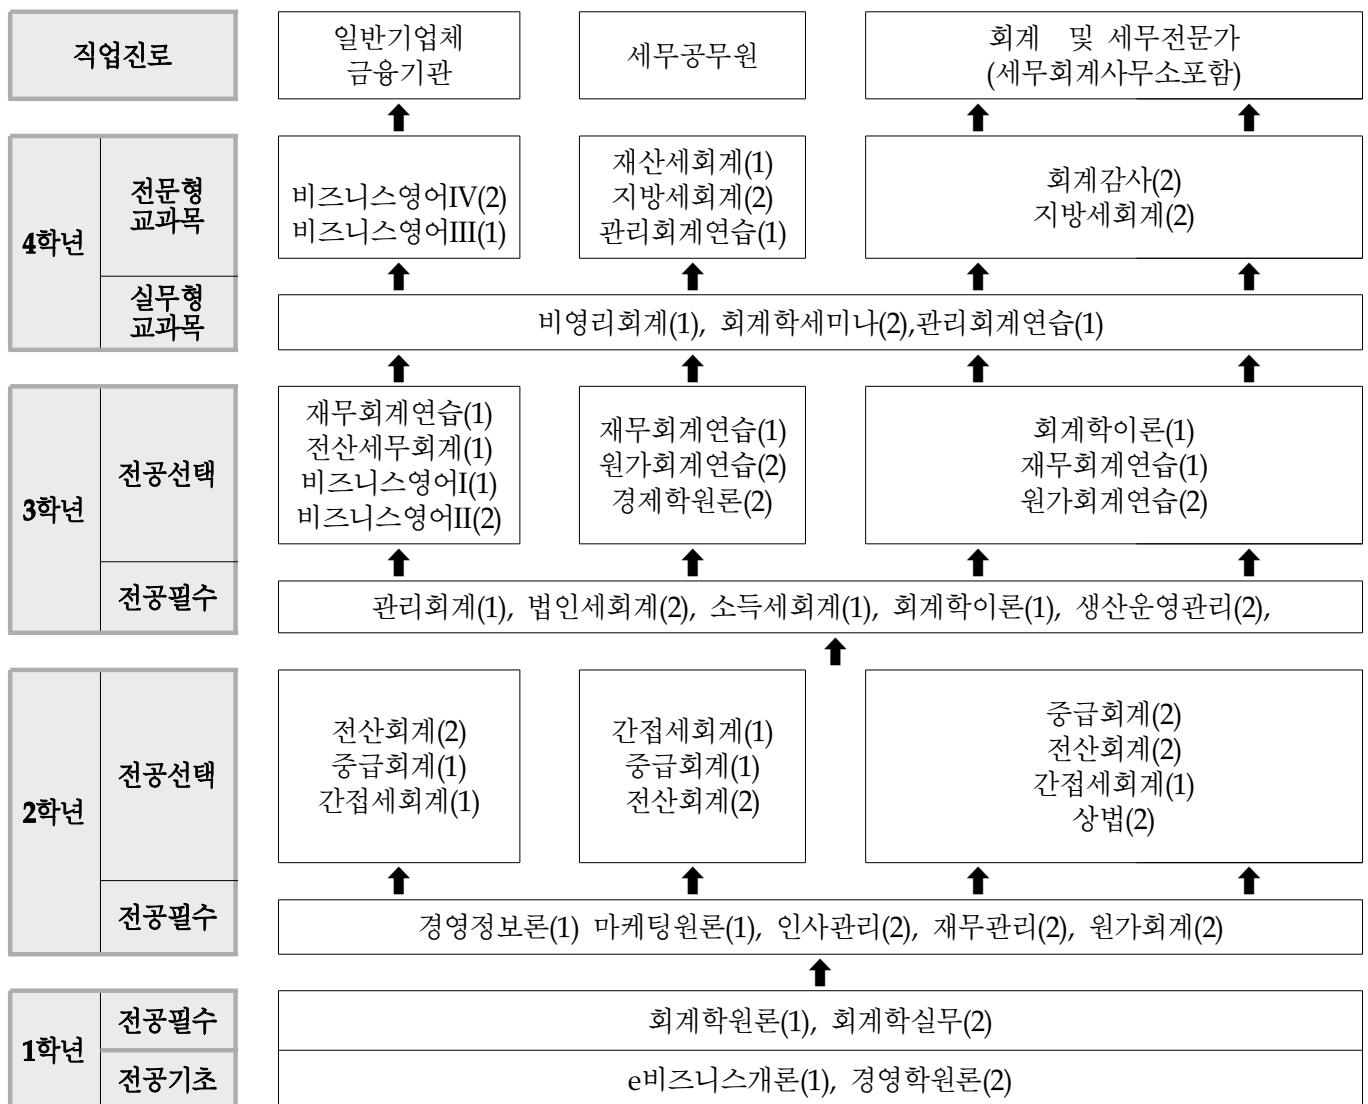 직업진로
일반기업체
금융기관
세무공무원
회계 및 세무전문가
(세무회계사무소포함)
4학년
전문형
교과목
비즈니스영어IV(2)
비즈니스영어III(1)
재산세회계(1)
지방세회계(2)
관리회계연습(1)
회계감사(2)
지방세회계(2)
실무형
교과목
비영리회계(1), 회계학세미나(2),관리회계연습(1)
3학년
전공선택
재무회계연습(1)
전산세무회계(1)
비즈니스영어I(1)
비즈니스영어II(2)
재무회계연습(1)
원가회계연습(2)
경제학원론(2)
회계학이론(1)
재무회계연습(1)
원가회계연습(2)
전공필수
관리회계(1), 법인세회계(2), 소득세회계(1), 회계학이론(1), 생산운영관리(2),
2학년
전공선택
전산회계(2)
중급회계(1)
간접세회계(1)
간접세회계(1)
중급회계(1)
전산회계(2)
중급회계(2)
전산회계(2)
간접세회계(1)
상법(2)
전공필수
경영정보론(1) 마케팅원론(1), 인사관리(2), 재무관리(2), 원가회계(2)
1학년
전공필수
회계학원론(1), 회계학실무(2)
전공기초
e비즈니스개론(1), 경영학원론(2)